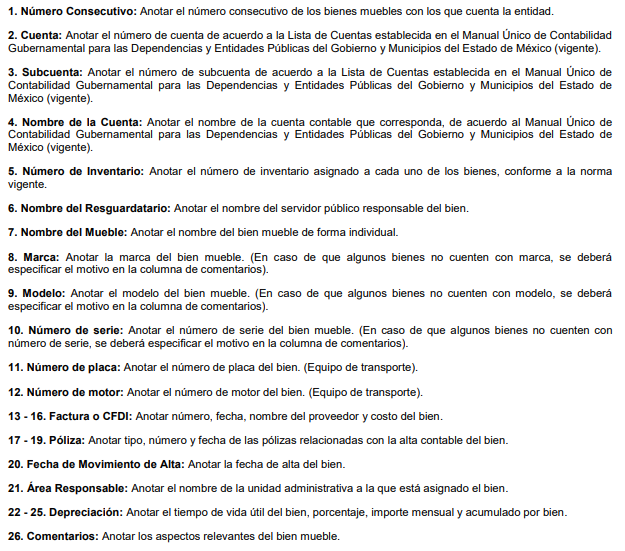 1. Número Consecutivo: Anotar el número consecutivo de los bienes muebles con los que cuenta la entidad.
2. Cuenta: Anotar el número de cuenta de acuerdo a la Lista de Cuentas establecida en el Manual Único de Contabilidad
Gubernamental para las Dependencias y Entidades Públicas del Gobierno y Municipios del Estado de México (vigente).
3. Subcuenta: Anotar el número de subcuenta de acuerdo a la Lista de Cuentas establecida en el Manual Único de
Contabilidad Gubernamental para las Dependencias y Entidades Públicas del Gobierno y Municipios del Estado de
México (vigente).
4. Nombre de la Cuenta: Anotar el nombre de la cuenta contable que corresponda, de acuerdo al Manual Único de
Contabilidad Gubernamental para las Dependencias y Entidades Públicas del Gobierno y Municipios del Estado de
México (vigente).
5. Número de Inventario: Anotar el número de inventario asignado a cada uno de los bienes, conforme a la norma
vigente.
6. Nombre del Resguardatario: Anotar el nombre del servidor público responsable del bien.
7. Nombre del Mueble: Anotar el nombre del bien mueble de forma individual.
8. Marca: Anotar la marca del bien mueble. (En caso de que algunos bienes no cuenten con marca, se deberá
especificar el motivo en la columna de comentarios).
9. Modelo: Anotar el modelo del bien mueble. (En caso de que algunos bienes no cuenten con modelo, se deberá
especificar el motivo en la columna de comentarios).
10. Número de serie: Anotar el número de serie del bien mueble. (En caso de que algunos bienes no cuenten con
número de serie, se deberá especificar el motivo en la columna de comentarios).
11. Número de placa: Anotar el número de placa del bien. (Equipo de transporte).
12. Número de motor: Anotar el número de motor del bien. (Equipo de transporte).
13 - 16. Factura o CFDI: Anotar número, fecha, nombre del proveedor y costo del bien.
17 - 19. Póliza: Anotar tipo, número y fecha de las pólizas relacionadas con la alta contable del bien.
20. Fecha de Movimiento de Alta: Anotar la fecha de alta del bien.
21. Área Responsable: Anotar el nombre de la unidad administrativa a la que está asignado el bien.
22 - 25. Depreciación: Anotar el tiempo de vida útil del bien, porcentaje, importe mensual y acumulado por bien.
26. Comentarios: Anotar los aspectos relevantes del bien mueble.